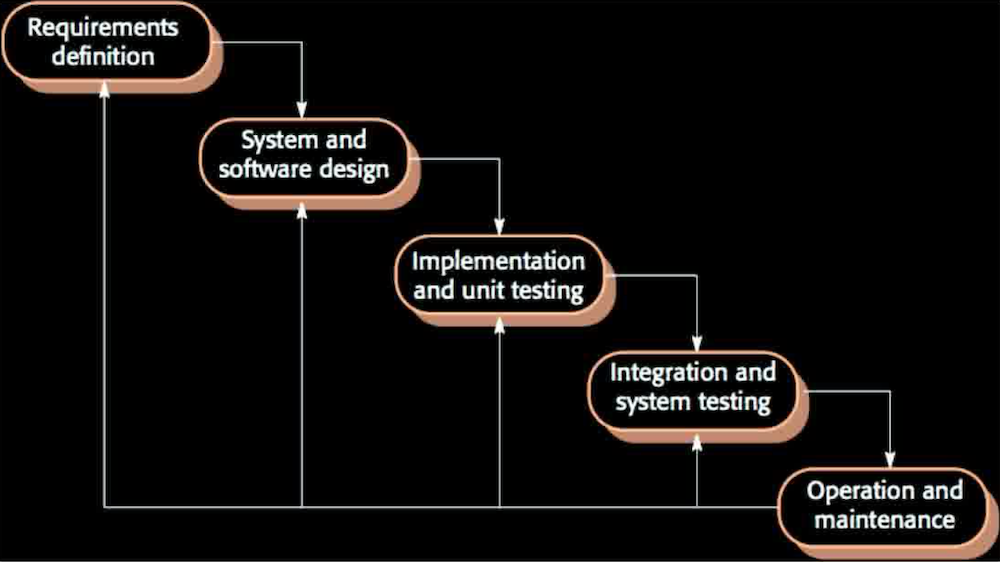 Requirements
definition
System and
software design
Implementation
and unit testing
Integration and
system testing
Operation and
maintenance